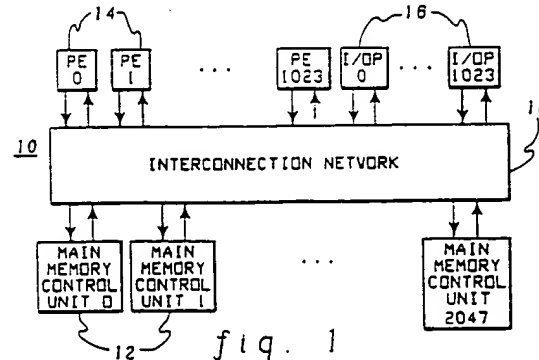 14
16
PE
0
PE
1
...
PE
1023
I/OP
0
...
I/OP
1023
10
INTERCONNECTION NETWORK
MAIN
MEMORY
CONTROL
UNIT 0
MAIN
MEMORY
CONTROL
UNIT 1
...
MAIN
MEMORY
CONTROL
UNIT
2047
12
fig. 1